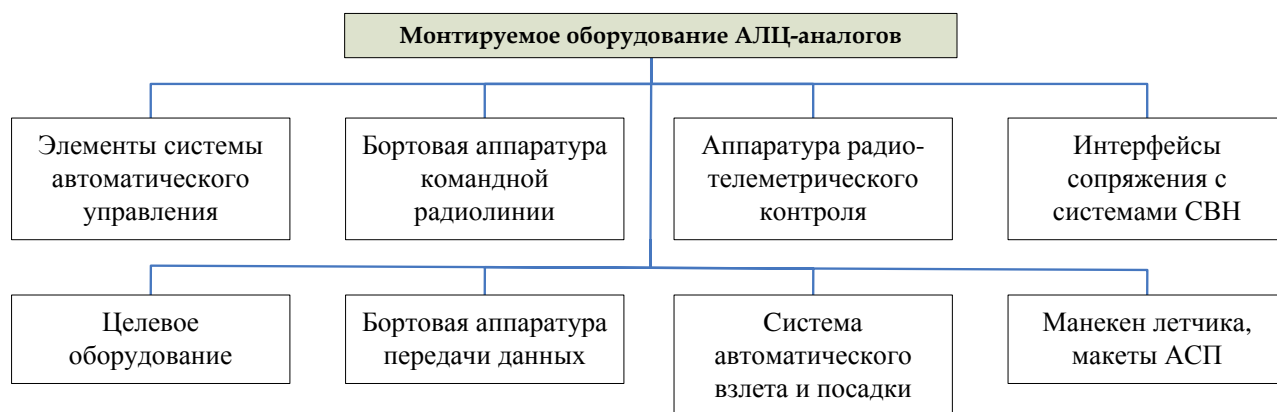 Монтируемое оборудование АЛЦ-аналогов
Элементы системы
автоматического
управления
Бортовая аппаратура
командной
радиолинии
Аппаратура радио-
телеметрического
контроля
Интерфейсы
сопряжения с
системами СВН
Целевое
оборудование
Бортовая аппаратура
передачи данных
Система
автоматического
взлета и посадки
Манекен летчика,
макеты АСП